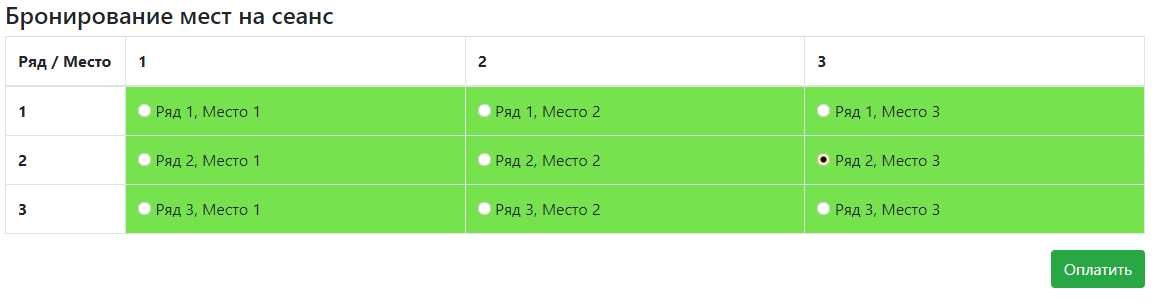 Бронирование мест на сеанс
Ряд / Место 1 2 3
1 Ряд 1, Место 1 Ряд 1, Место 2 Ряд 1, Место 3
2 Ряд 2, Место 1 Ряд 2, Место 2 Ряд 2, Место 3
3 Ряд 3, Место 1 Ряд 3, Место 2 Ряд 3, Место 3
Оплатить